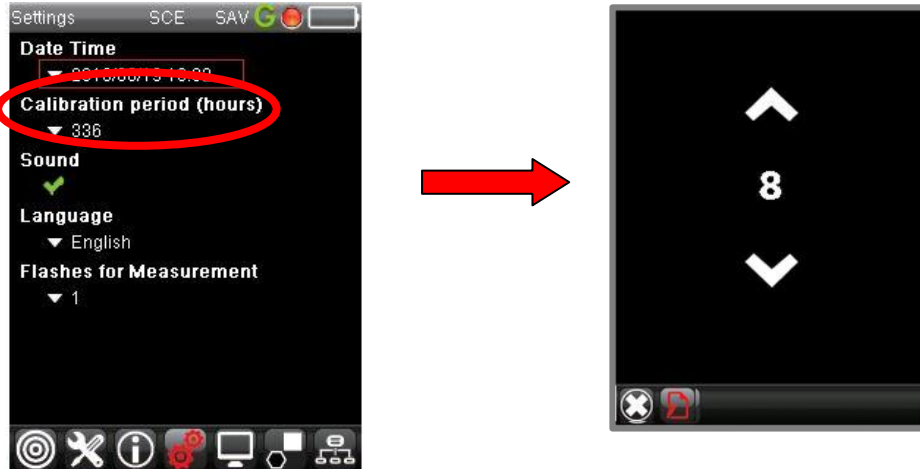 Settings SCE SAV G
Date Time
Calibration period (hours)
336
Sound
Language
English
Flashes for Measurement
1
8